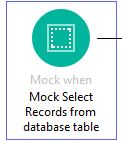 Mock when
Mock Select
Records from
database table